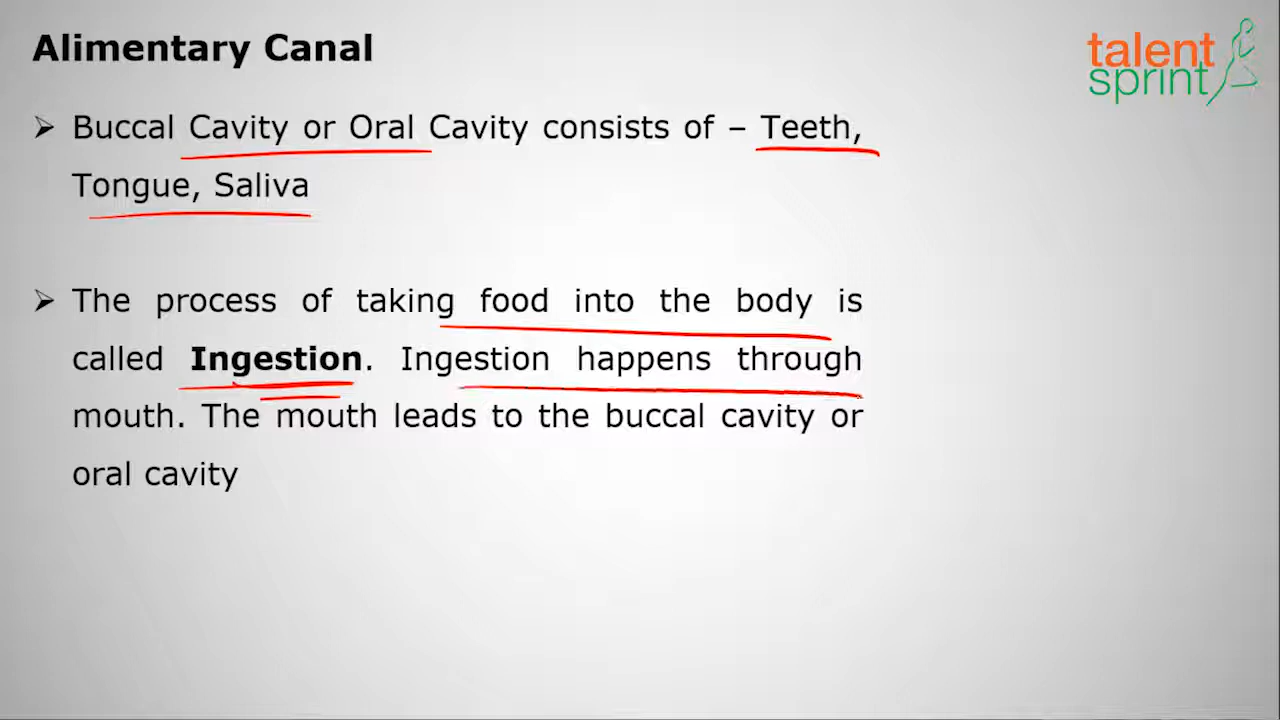 Alimentary Canal
talent
sprint
➢ Buccal Cavity or Oral Cavity consists of – Teeth,
Tongue, Saliva
➢ The process of taking food into the body is
called Ingestion. Ingestion happens through
mouth. The mouth leads to the buccal cavity or
oral cavity